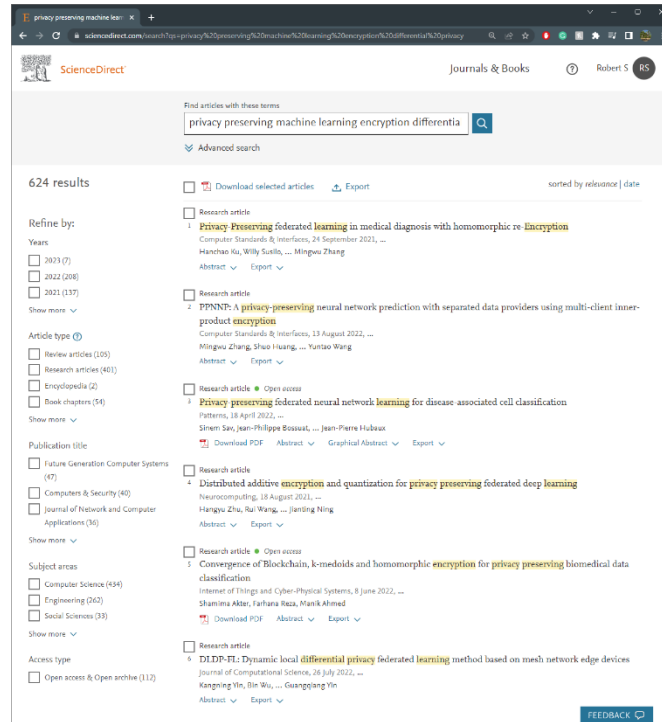 privacy preserving machine learn
sciencedirect.com/search?qs=privacy%20preserving%20machine%20learning%20encryption%20differential%20privacy
ScienceDirect
Journals & Books
Robert S
RS
Find articles with these terms
privacy preserving machine learning encryption differentia
Advanced search
624 results
Download selected articles
Export
sorted by relevance | date
Refine by:
Years
2023 (7)
2022 (208)
2021 (137)
Show more
Article type
Review articles (105)
Research articles (401)
Encyclopedia (2)
Book chapters (54)
Show more
Publication title
Future Generation Computer Systems
(47)
Computers & Security (40)
Journal of Network and Computer
Applications (36)
Show more
Subject areas
Computer Science (434)
Engineering (262)
Social Sciences (33)
Show more
Access type
Open access & Open archive (112)
Research article
1 Privacy-Preserving federated learning in medical diagnosis with homomorphic re-Encryption
Computer Standards & Interfaces, 24 September 2021, ...
Hanchao Ku, Willy Susilo, ... Mingwu Zhang
Abstract Export
Research article
2 PPNNP: A privacy-preserving neural network prediction with separated data providers using multi-client inner-
product encryption
Computer Standards & Interfaces, 13 August 2022, ...
Mingwu Zhang, Shuo Huang, ... Yuntao Wang
Abstract Export
Research article Open access
3 Privacy-preserving federated neural network learning for disease-associated cell classification
Patterns, 18 April 2022, ...
Sinem Sav, Jean-Philippe Bossuat, ... Jean-Pierre Hubaux
Download PDF Abstract Graphical Abstract Export
Research article
4 Distributed additive encryption and quantization for privacy preserving federated deep learning
Neurocomputing, 18 August 2021, ...
Hangyu Zhu, Rui Wang, ... Jianting Ning
Abstract Export
Research article Open access
5 Convergence of Blockchain, k-medoids and homomorphic encryption for privacy preserving biomedical data
classification
Internet of Things and Cyber-Physical Systems, 8 June 2022, ...
Shamima Akter, Farhana Reza, Manik Ahmed
Download PDF Abstract Export
Research article
6 DLDP-FL: Dynamic local differential privacy federated learning method based on mesh network edge devices
Journal of Computational Science, 26 July 2022, ...
Kangning Yin, Bin Wu, ... Guangqiang Yin
Abstract Export
FEEDBACK